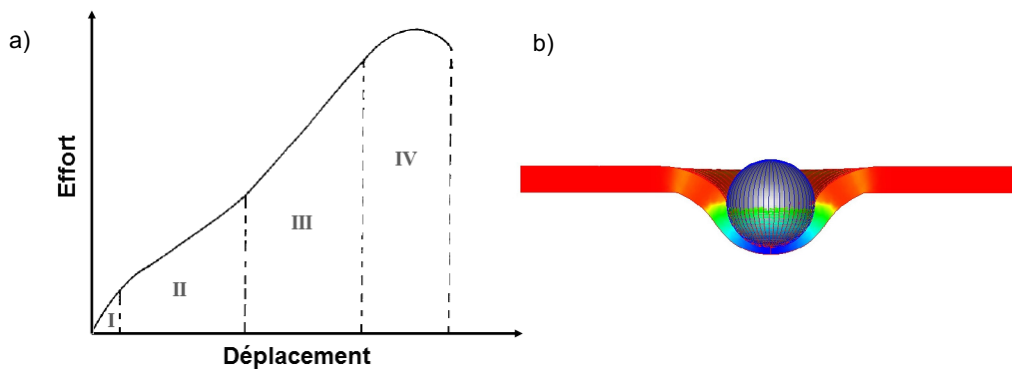 a)
b)
Effort
I
II
III
IV
Déplacement